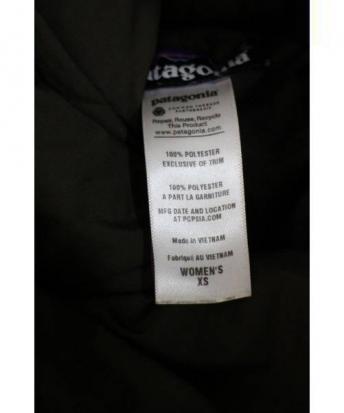 patagonia
patagonia
COMMON THREADS
PARTNERSHIP
Repair, Reuse, Recycle
This Product
www.patagonia.com
100% POLYESTER
EXCLUSIVE OF TRIM
100% POLYESTER
A PART LA GARNITURE
MFG DATE AND LOCATION
AT PCPSIA.COM
Made in VIETNAM
Fabriqué AU VIETNAM
WOMEN'S
XS